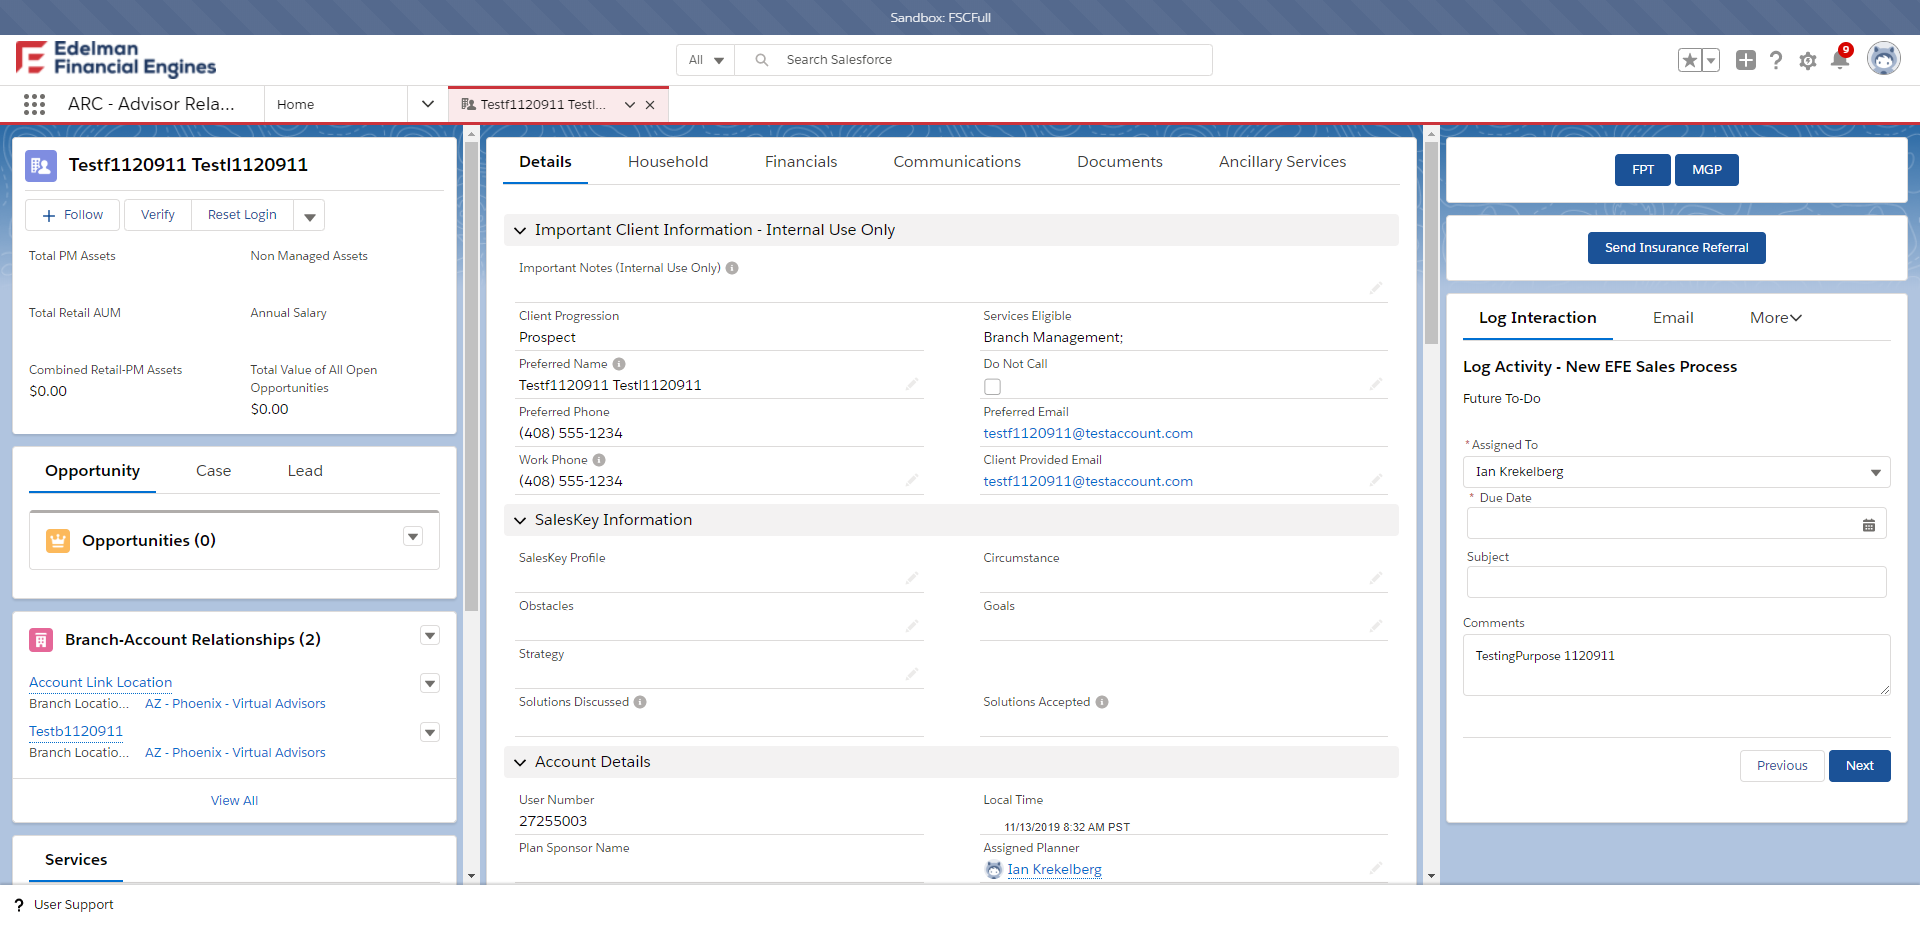 Sandbox: FSCFull
Edelman
Financial Engines
All
Search Salesforce
9
ARC - Advisor Rela...
Home
Testf1120911 Testl...
Testf1120911 Testl1120911
Follow
Verify
Reset Login
Total PM Assets
Non Managed Assets
Total Retail AUM
Annual Salary
Combined Retail-PM Assets
$0.00
Total Value of All Open
Opportunities
$0.00
Opportunity
Case
Lead
Opportunities (0)
Branch-Account Relationships (2)
Account Link Location
Branch Locatio... AZ - Phoenix - Virtual Advisors
Testb1120911
Branch Locatio... AZ - Phoenix - Virtual Advisors
View All
Services
Details
Household
Financials
Communications
Documents
Ancillary Services
Important Client Information - Internal Use Only
Important Notes (Internal Use Only)
Client Progression
Prospect
Services Eligible
Branch Management;
Preferred Name
Testf1120911 Testl1120911
Do Not Call
Preferred Phone
(408) 555-1234
Preferred Email
testf1120911@testaccount.com
Work Phone
(408) 555-1234
Client Provided Email
testf1120911@testaccount.com
SalesKey Information
SalesKey Profile
Circumstance
Obstacles
Goals
Strategy
Solutions Discussed
Solutions Accepted
Account Details
User Number
27255003
Local Time
11/13/2019 8:32 AM PST
Plan Sponsor Name
Assigned Planner
Ian Krekelberg
FPT
MGP
Send Insurance Referral
Log Interaction
Email
More
Log Activity - New EFE Sales Process
Future To-Do
*Assigned To
Ian Krekelberg
* Due Date
Subject
Comments
TestingPurpose 1120911
Previous
Next
? User Support